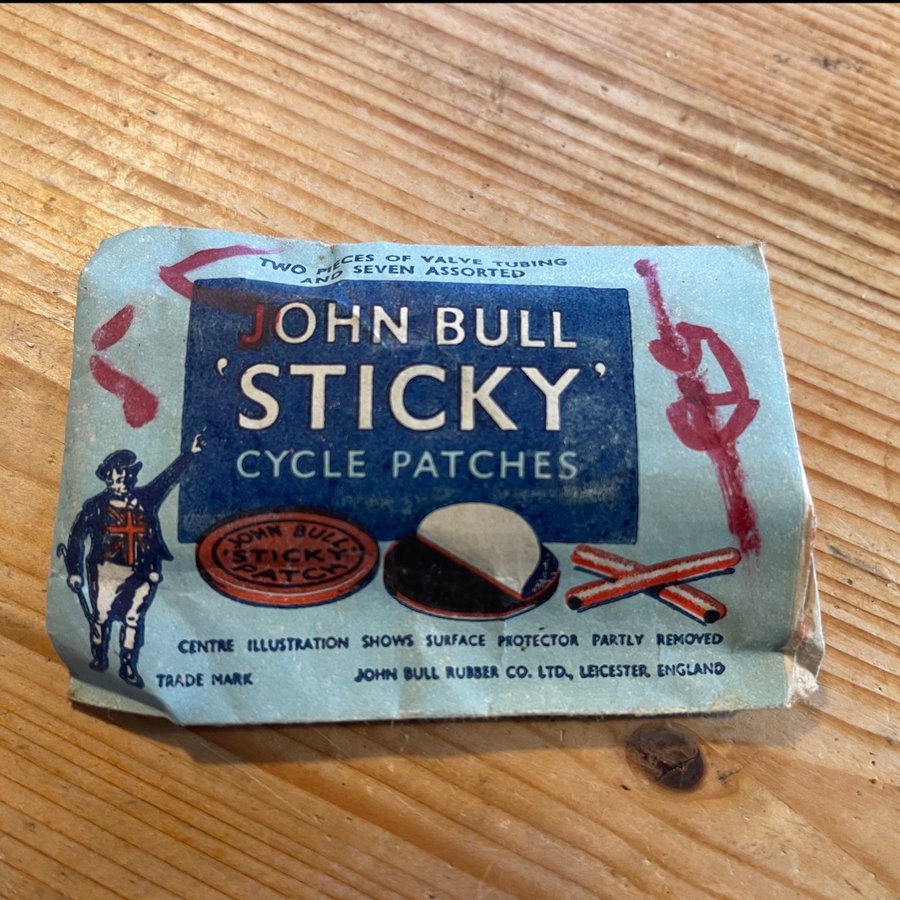 TWO PIECES OF VALVE TUBING
AND SEVEN ASSORTED
JOHN BULL
'STICKY'
CYCLE PATCHES
JOHN BULL
STICKY
PATCH
CENTRE ILLUSTRATION SHOWS SURFACE PROTECTOR PARTLY REMOVED
TRADE MARK
JOHN BULL RUBBER CO. LTD., LEICESTER, ENGLAND